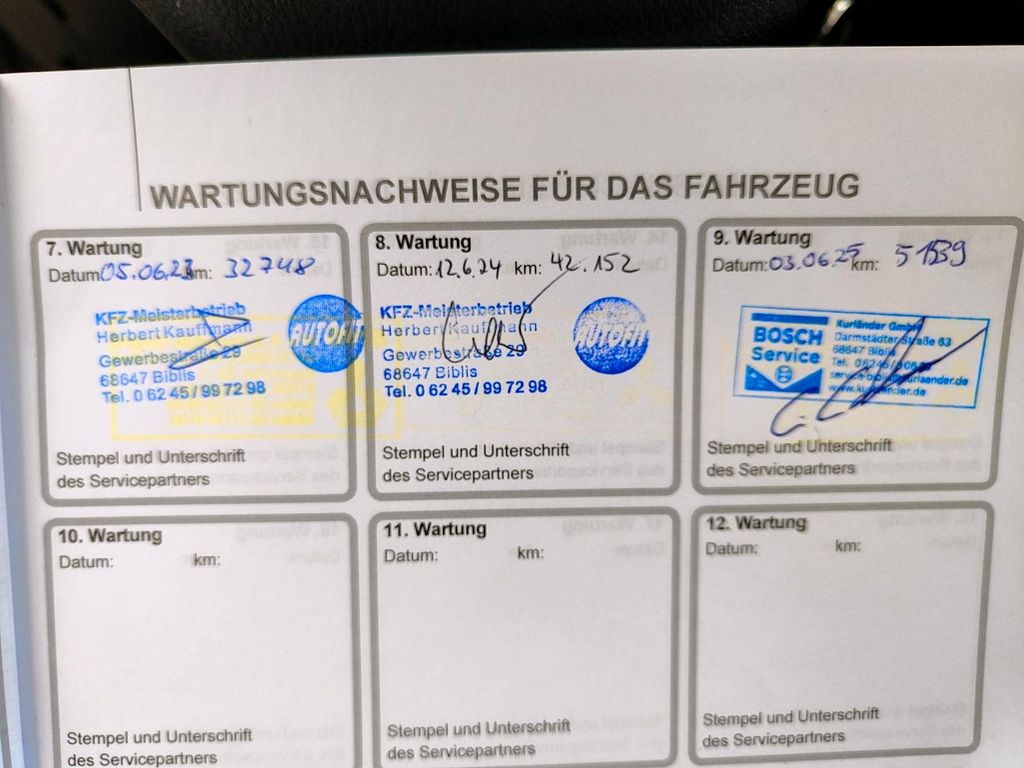 WARTUNGSNACHWEISE FÜR DAS FAHRZEUG
7. Wartung
Datum: 05.06.23 km: 32748
KFZ-Meisterbetrieb
Herbert Kauffmann
AUTOFIT
Gewerbestraße 29
68647 Biblis
Tel. 0 62 45 / 99 72 98
Stempel und Unterschrift
des Servicepartners
8. Wartung
Datum: 12.6.24 km: 42.152
KFZ-Meisterbetrieb
Herbert Kauffmann
AUTOFIT
Gewerbestraße 29
68647 Biblis
Tel. 0 62 45 / 99 72 98
Stempel und Unterschrift
des Servicepartners
9. Wartung
Datum: 03.06.25 km: 51539
BOSCH
Service
Kurländer GmbH
Darmstädter Straße 63
68647 Biblis
Tel.
www.kurlaender.de
Stempel und Unterschrift
des Servicepartners
10. Wartung
Datum: km:
Stempel und Unterschrift
des Servicepartners
11. Wartung
Datum: km:
Stempel und Unterschrift
des Servicepartners
12. Wartung
Datum: km:
Stempel und Unterschrift
des Servicepartners